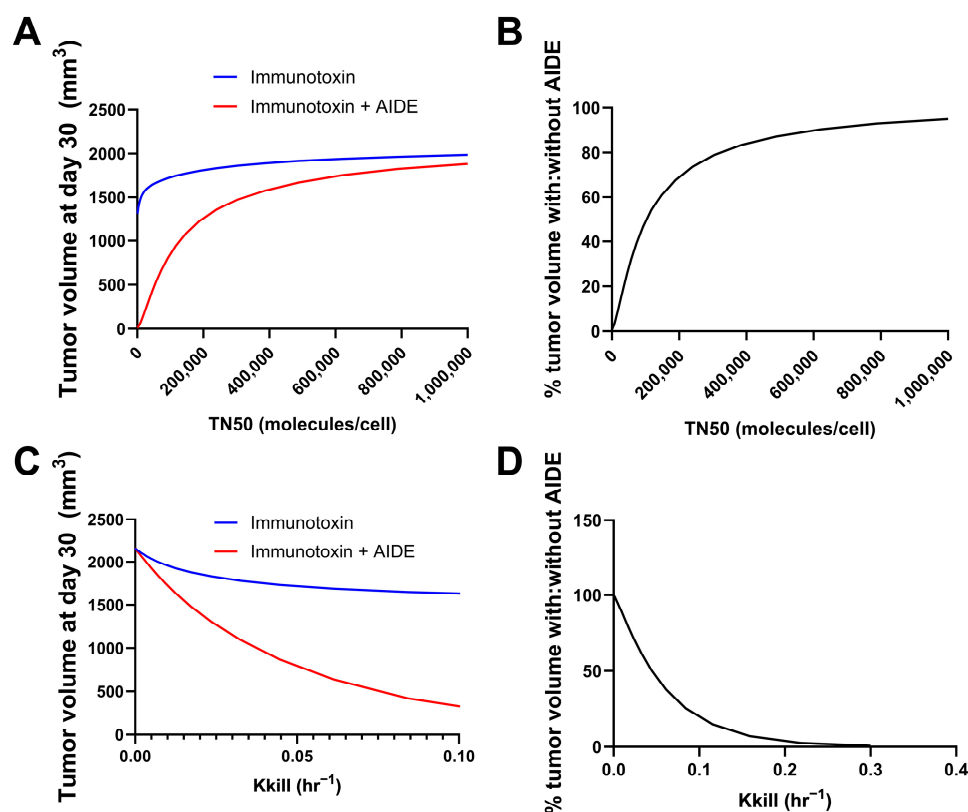 A
Tumor volume at day 30 (mm³)
Immunotoxin
Immunotoxin + AIDE
2500
2000
1500
1000
500
0
0
200,000
400,000
600,000
800,000
1,000,000
TN50 (molecules/cell)
B
% tumor volume with:without AIDE
100
80
60
40
20
0
0
200,000
400,000
600,000
800,000
1,000,000
TN50 (molecules/cell)
C
Tumor volume at day 30 (mm³)
Immunotoxin
Immunotoxin + AIDE
2500
2000
1500
1000
500
0
0.00
0.05
0.10
Kkill (hr⁻¹)
D
% tumor volume with:without AIDE
150
100
50
0
0.0
0.1
0.2
0.3
0.4
Kkill (hr⁻¹)